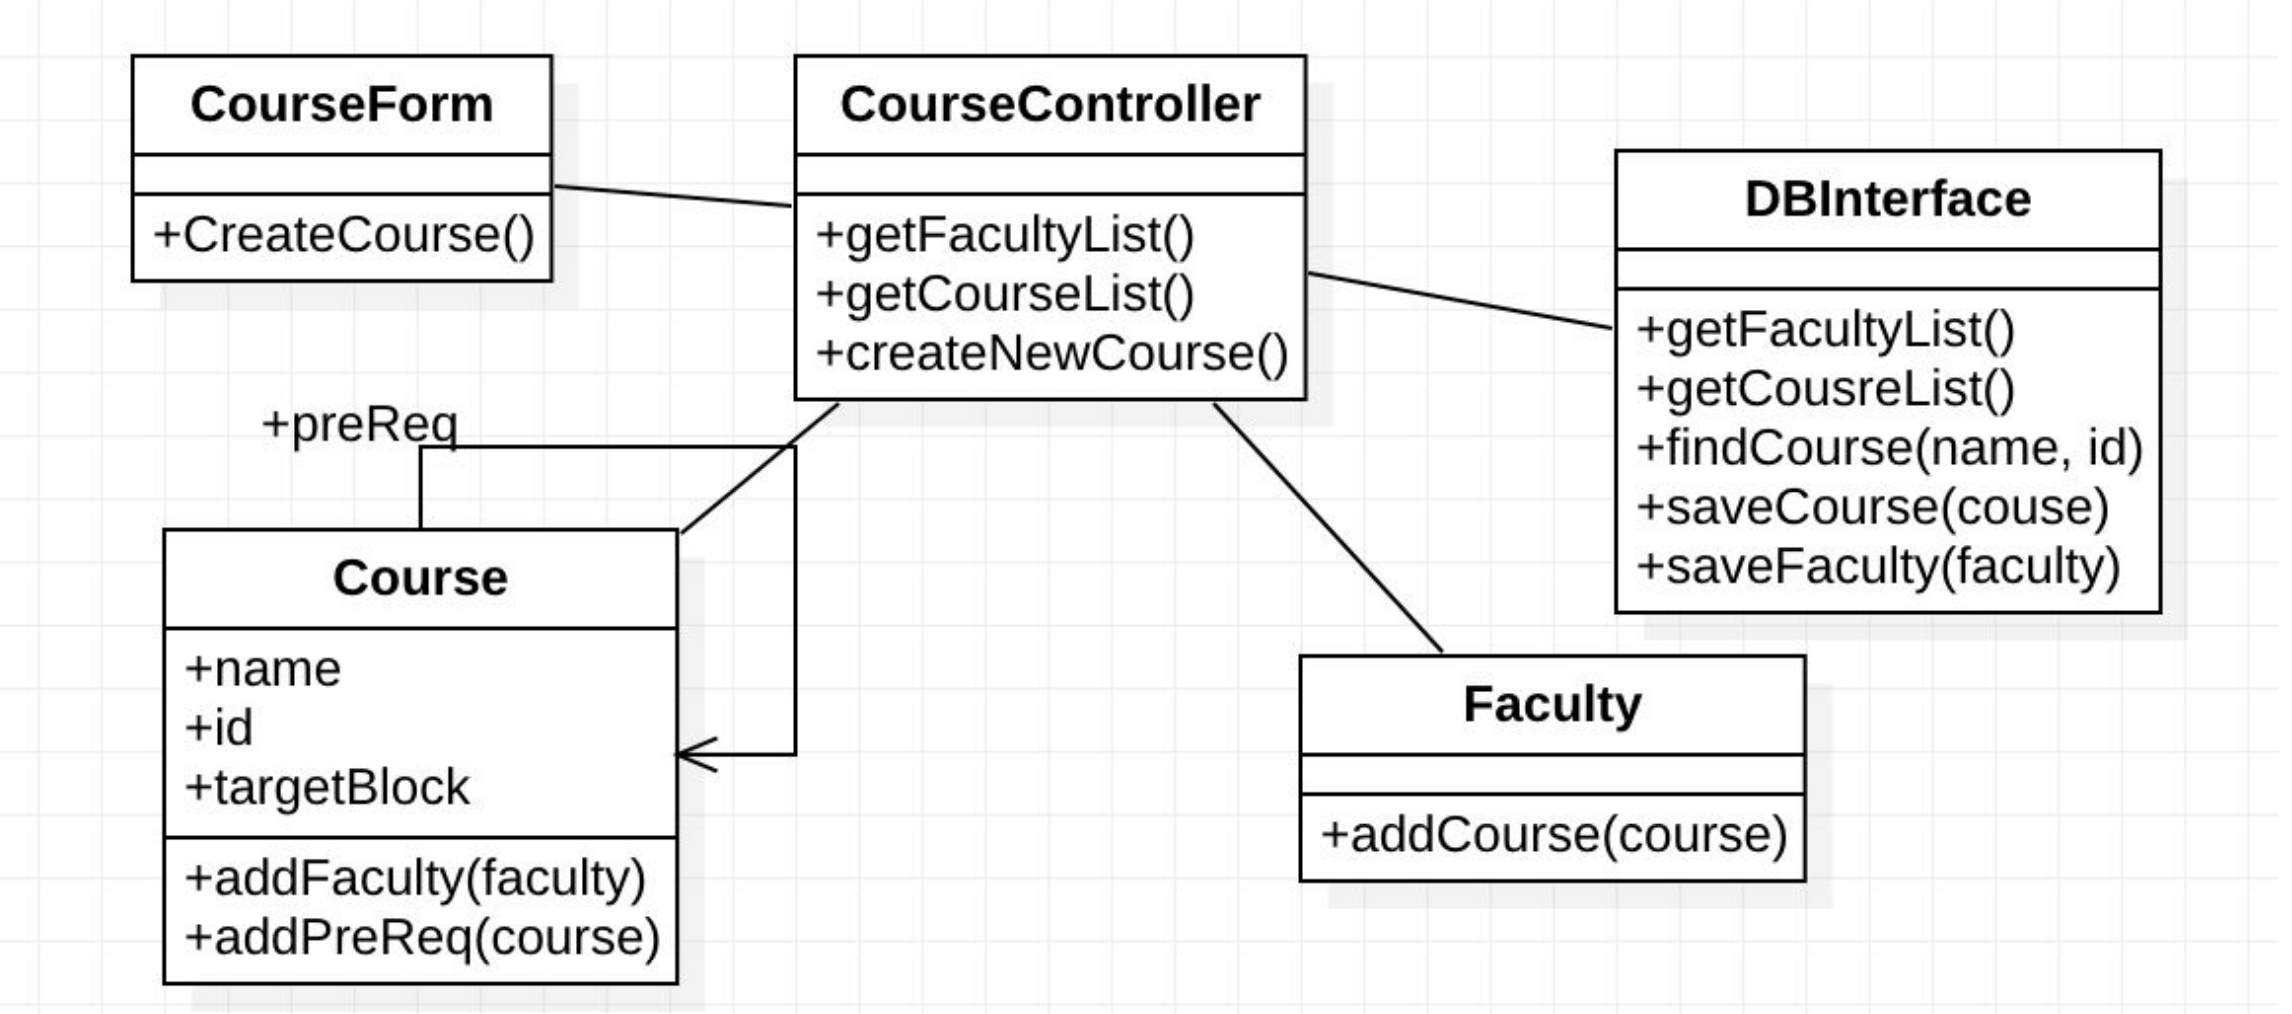 CourseForm
+CreateCourse()
CourseController
+getFacultyList()
+getCourseList()
+createNewCourse()
DBInterface
+getFacultyList()
+getCousreList()
+findCourse(name, id)
+saveCourse(couse)
+saveFaculty(faculty)
+preReq
Course
+name
+id
+targetBlock
+addFaculty(faculty)
+addPreReq(course)
Faculty
+addCourse(course)